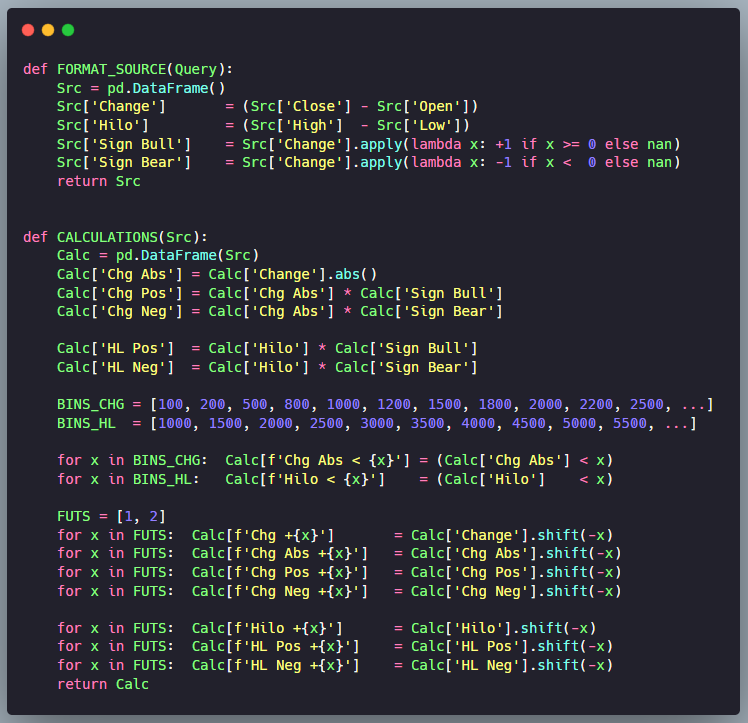 def FORMAT_SOURCE(Query):
    Src = pd.DataFrame()
    Src['Change']       = (Src['Close'] - Src['Open'])
    Src['Hilo']         = (Src['High']  - Src['Low'])
    Src['Sign Bull']    = Src['Change'].apply(lambda x: +1 if x >= 0 else nan)
    Src['Sign Bear']    = Src['Change'].apply(lambda x: -1 if x <  0 else nan)
    return Src

def CALCULATIONS(Src):
    Calc = pd.DataFrame(Src)
    Calc['Chg Abs'] = Calc['Change'].abs()
    Calc['Chg Pos'] = Calc['Chg Abs'] * Calc['Sign Bull']
    Calc['Chg Neg'] = Calc['Chg Abs'] * Calc['Sign Bear']

    Calc['HL Pos']  = Calc['Hilo'] * Calc['Sign Bull']
    Calc['HL Neg']  = Calc['Hilo'] * Calc['Sign Bear']

    BINS_CHG = [100, 200, 500, 800, 1000, 1200, 1500, 1800, 2000, 2200, 2500, ...]
    BINS_HL  = [1000, 1500, 2000, 2500, 3000, 3500, 4000, 4500, 5000, 5500, ...]

    for x in BINS_CHG:  Calc[f'Chg Abs < {x}'] = (Calc['Chg Abs'] < x)
    for x in BINS_HL:   Calc[f'Hilo < {x}']    = (Calc['Hilo']    < x)

    FUTS = [1, 2]
    for x in FUTS:  Calc[f'Chg +{x}']       = Calc['Change'].shift(-x)
    for x in FUTS:  Calc[f'Chg Abs +{x}']   = Calc['Chg Abs'].shift(-x)
    for x in FUTS:  Calc[f'Chg Pos +{x}']   = Calc['Chg Pos'].shift(-x)
    for x in FUTS:  Calc[f'Chg Neg +{x}']   = Calc['Chg Neg'].shift(-x)

    for x in FUTS:  Calc[f'Hilo +{x}']      = Calc['Hilo'].shift(-x)
    for x in FUTS:  Calc[f'HL Pos +{x}']    = Calc['HL Pos'].shift(-x)
    for x in FUTS:  Calc[f'HL Neg +{x}']    = Calc['HL Neg'].shift(-x)
    return Calc